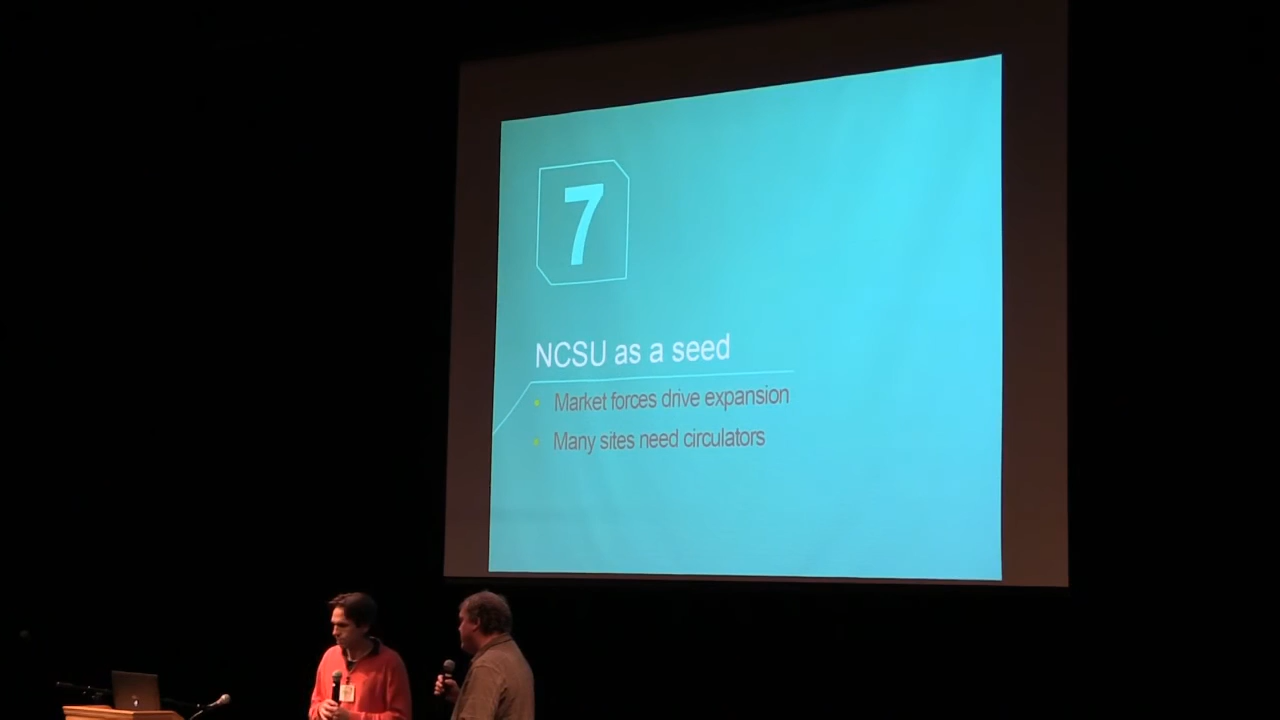 7
NCSU as a seed
Market forces drive expansion
Many sites need circulators